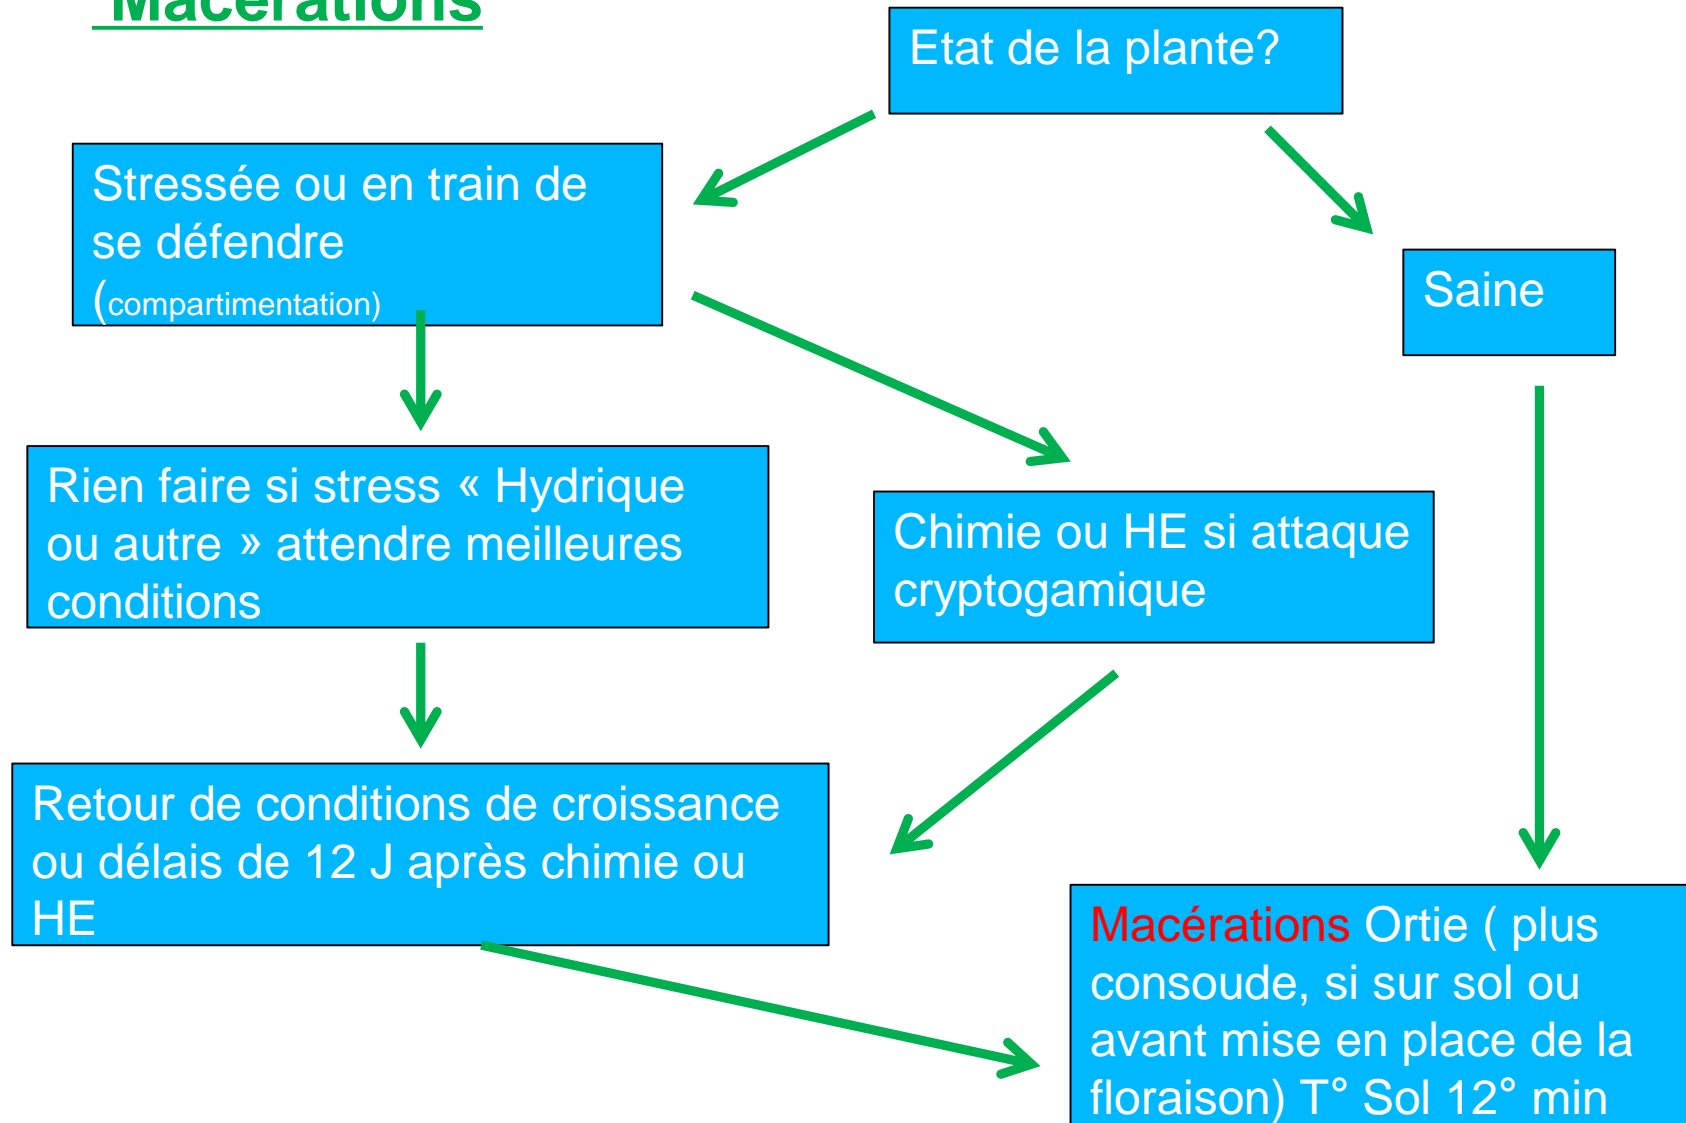 Macérations
Etat de la plante?
Stressée ou en train de
se défendre
(compartimentation)
Saine
Rien faire si stress « Hydrique
ou autre » attendre meilleures
conditions
Chimie ou HE si attaque
cryptogamique
Retour de conditions de croissance
ou délais de 12 J après chimie ou
HE
Macérations Ortie ( plus
consoude, si sur sol ou
avant mise en place de la
floraison) T° Sol 12° min